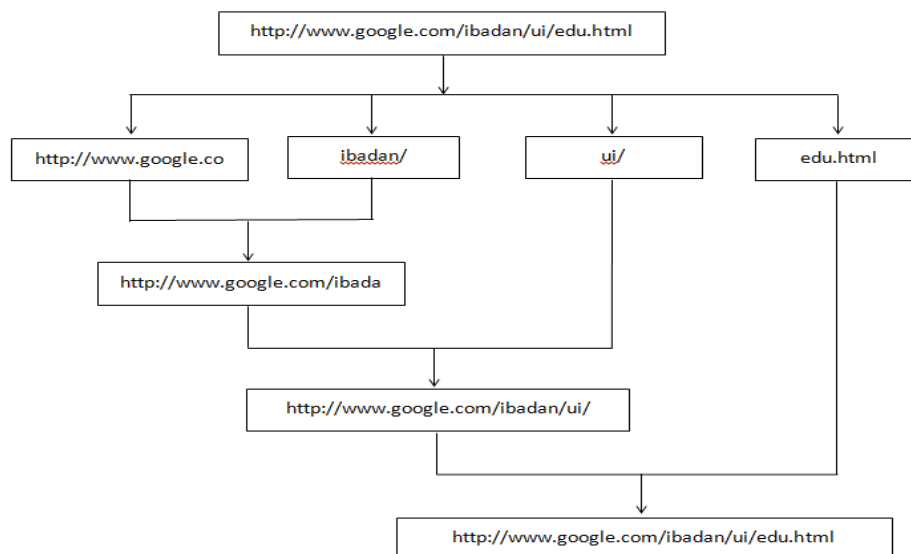 http://www.google.com/ibadan/ui/edu.html
http://www.google.co
ibadan/
ui/
edu.html
http://www.google.com/ibada
http://www.google.com/ibadan/ui/
http://www.google.com/ibadan/ui/edu.html